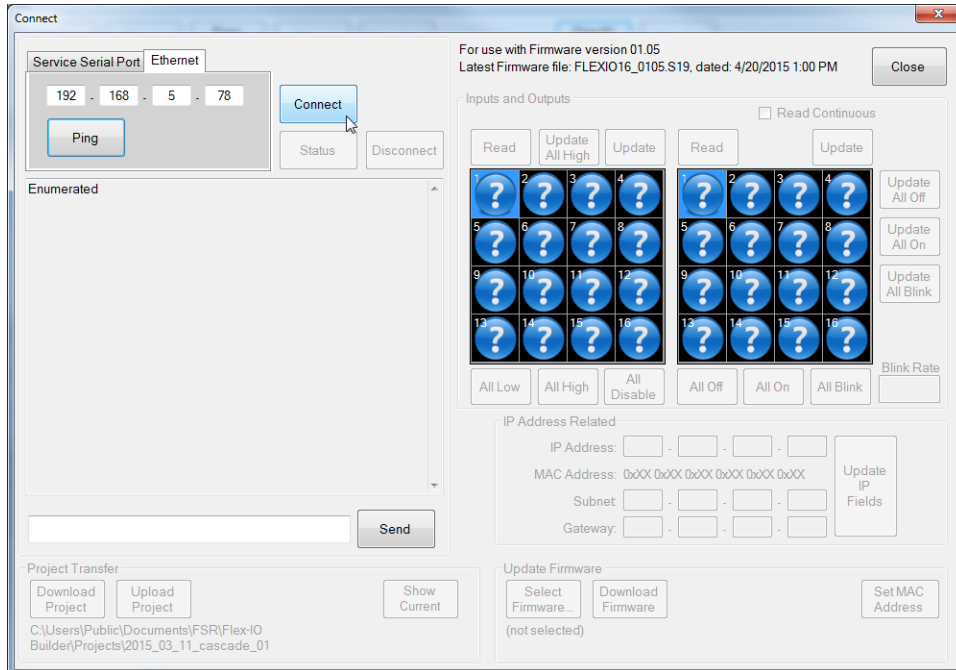 Connect
Service Serial Port Ethernet
192 . 168 . 5 . 78
Ping
Connect
Status
Disconnect
Enumerated
Send
For use with Firmware version 01.05
Latest Firmware file: FLEXIO16_0105.S19, dated: 4/20/2015 1:00 PM
Close
Inputs and Outputs
Read Continuous
Read
Update
All High
Update
Read
Update
1 2 3 4
5 6 7 8
9 10 11 12
13 14 15 16
1 2 3 4
5 6 7 8
9 10 11 12
13 14 15 16
Update
All Off
Update
All On
Update
All Blink
Blink Rate
All Low
All High
All
Disable
All Off
All On
All Blink
IP Address Related
IP Address: . . .
MAC Address: 0xXX 0xXX 0xXX 0xXX 0xXX 0xXX
Subnet: . . .
Gateway: . . .
Update
IP
Fields
Project Transfer
Download
Project
Upload
Project
Show
Current
C:\Users\Public\Documents\FSR\Flex-IO
Builder\Projects\2015_03_11_cascade_01
Update Firmware
Select
Firmware...
Download
Firmware
Set MAC
Address
(not selected)